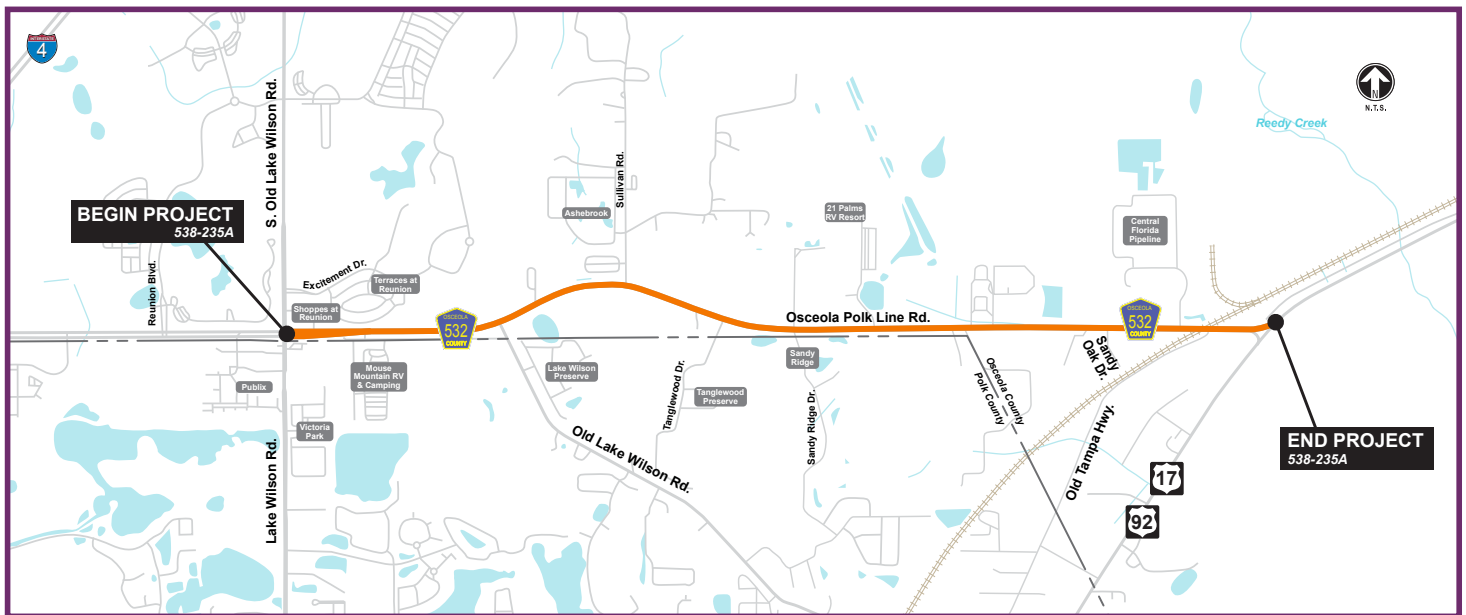 INTERSTATE
4
S. Old Lake Wilson Rd.
N
N.T.S.
Reedy Creek
BEGIN PROJECT
538-235A
Reunion Blvd.
Excitement Dr.
Terraces at
Reunion
Shoppes at
Reunion
Ashebrook
Sullivan Rd.
21 Palms
RV Resort
Central
Florida
Pipeline
OSCEOLA
532
COUNTY
Osceola Polk Line Rd.
OSCEOLA
532
COUNTY
Publix
Mouse
Mountain RV
& Camping
Victoria
Park
Lake Wilson Rd.
Lake Wilson
Preserve
Old Lake Wilson Rd.
Tanglewood Dr.
Tanglewood
Preserve
Sandy
Ridge
Sandy Ridge Dr.
Osceola County
Polk County
Sandy
Oak Dr.
Old Tampa Hwy.
17
92
END PROJECT
538-235A